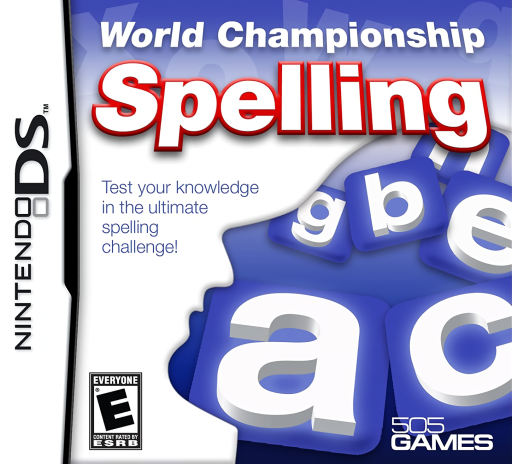 World Championship
Spelling
NINTENDO DS™
Test your knowledge
in the ultimate
spelling
challenge!
g b e
a c
EVERYONE
E
CONTENT RATED BY
ESRB
505
GAMES